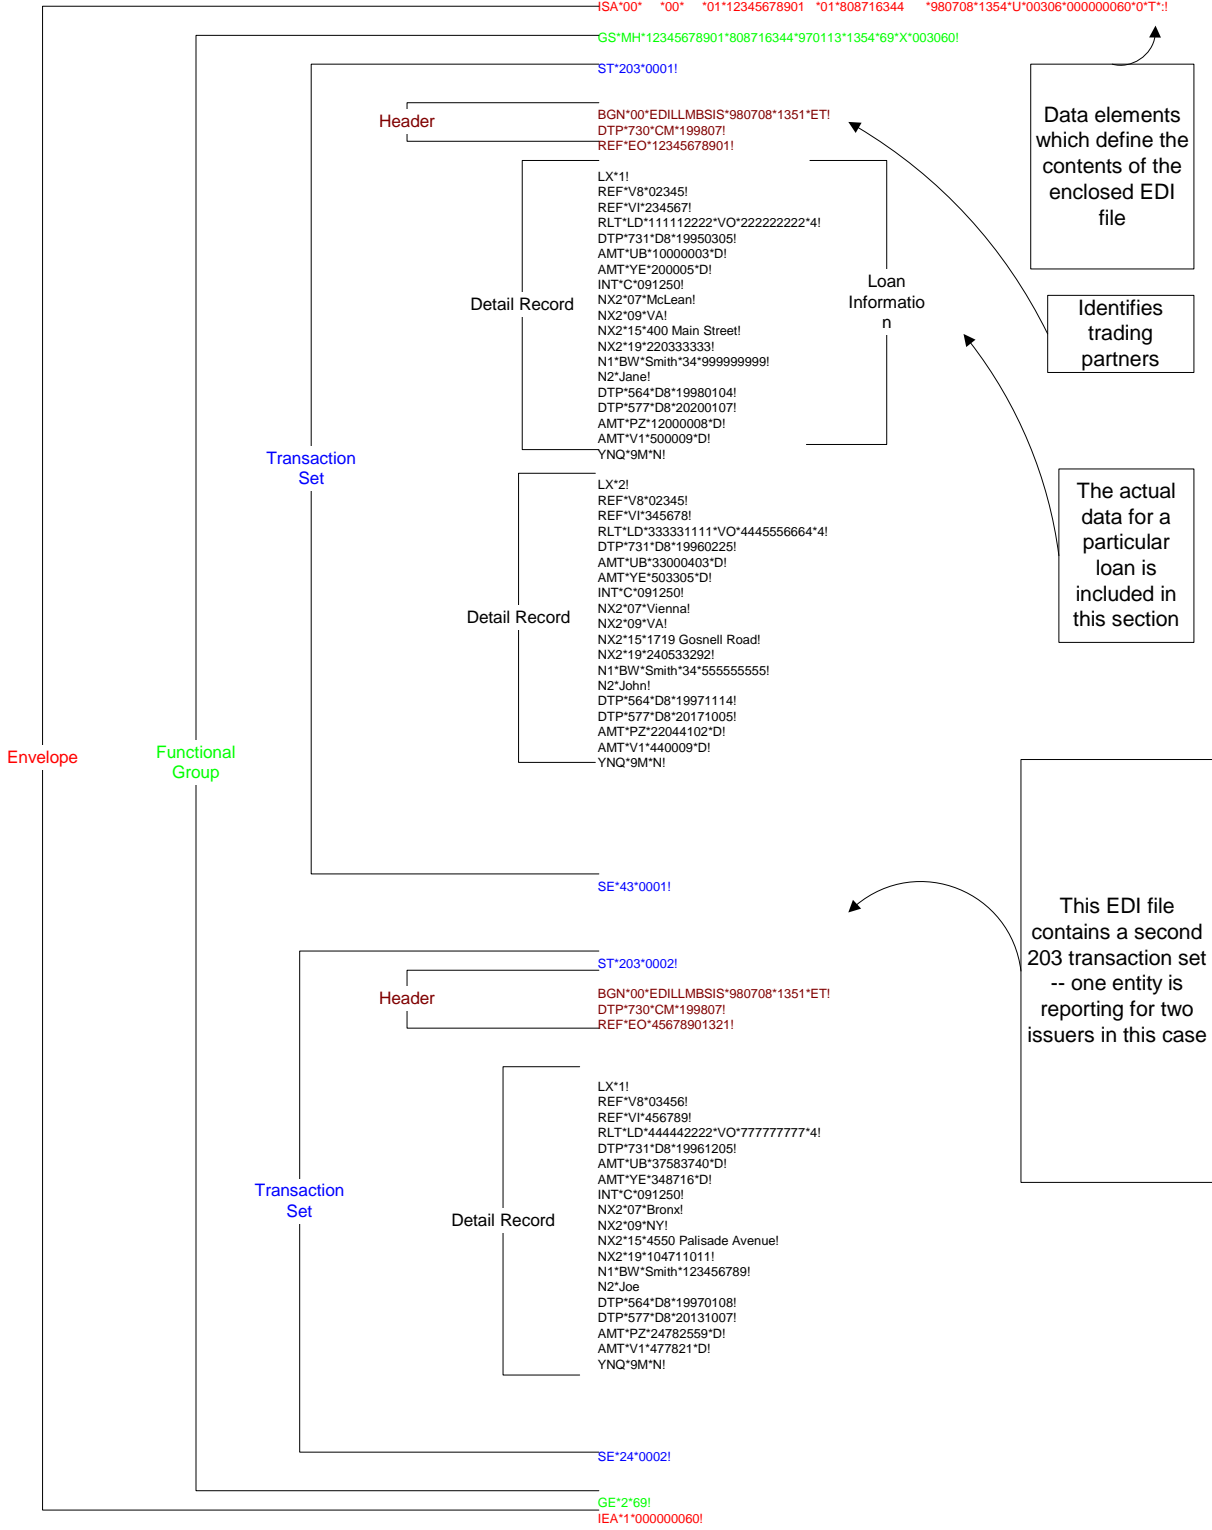 ISA*00*   *00*   *01*12345678901   *01*808716344   *980708*1354*U*00306*000000060*0*T*:!
GS*MH*12345678901*808716344*970113*1354*69*X*003060!
ST*203*0001!
Header
BGN*00*EDILLMBSIS*980708*1351*ET!
DTP*730*CM*199807!
REF*EO*12345678901!
Data elements
which define the
contents of the
enclosed EDI
file
LX*1!
REF*V8*02345!
REF*VI*234567!
RLT*LD*111112222*VO*222222222*4!
DTP*731*D8*19950305!
AMT*UB*10000003*D!
AMT*YE*200005*D!
INT*C*091250!
NX2*07*McLean!
NX2*09*VA!
NX2*15*400 Main Street!
NX2*19*220333333!
N1*BW*Smith*34*999999999!
N2*Jane!
DTP*564*D8*19980104!
DTP*577*D8*20200107!
AMT*PZ*12000008*D!
AMT*V1*500009*D!
YNQ*9M*N!
Detail Record
Loan
Informatio
n
Identifies
trading
partners
Transaction
Set
LX*2!
REF*V8*02345!
REF*VI*345678!
RLT*LD*333331111*VO*4445556664*4!
DTP*731*D8*19960225!
AMT*UB*33000403*D!
AMT*YE*503305*D!
INT*C*091250!
NX2*07*Vienna!
NX2*09*VA!
NX2*15*1719 Gosnell Road!
NX2*19*240533292!
N1*BW*Smith*34*555555555!
N2*John!
DTP*564*D8*19971114!
DTP*577*D8*20171005!
AMT*PZ*22044102*D!
AMT*V1*440009*D!
YNQ*9M*N!
Detail Record
The actual
data for a
particular
loan is
included in
this section
Envelope
Functional
Group
SE*43*0001!
This EDI file
contains a second
203 transaction set
-- one entity is
reporting for two
issuers in this case
ST*203*0002!
Header
BGN*00*EDILLMBSIS*980708*1351*ET!
DTP*730*CM*199807!
REF*EO*45678901321!
LX*1!
REF*V8*03456!
REF*VI*456789!
RLT*LD*444442222*VO*777777777*4!
DTP*731*D8*19961205!
AMT*UB*37583740*D!
AMT*YE*348716*D!
INT*C*091250!
NX2*07*Bronx!
NX2*09*NY!
NX2*15*4550 Palisade Avenue!
NX2*19*104711011!
N1*BW*Smith*123456789!
N2*Joe
DTP*564*D8*19970108!
DTP*577*D8*20131007!
AMT*PZ*24782559*D!
AMT*V1*477821*D!
YNQ*9M*N!
Transaction
Set
Detail Record
SE*24*0002!
GE*2*69!
IEA*1*000000060!